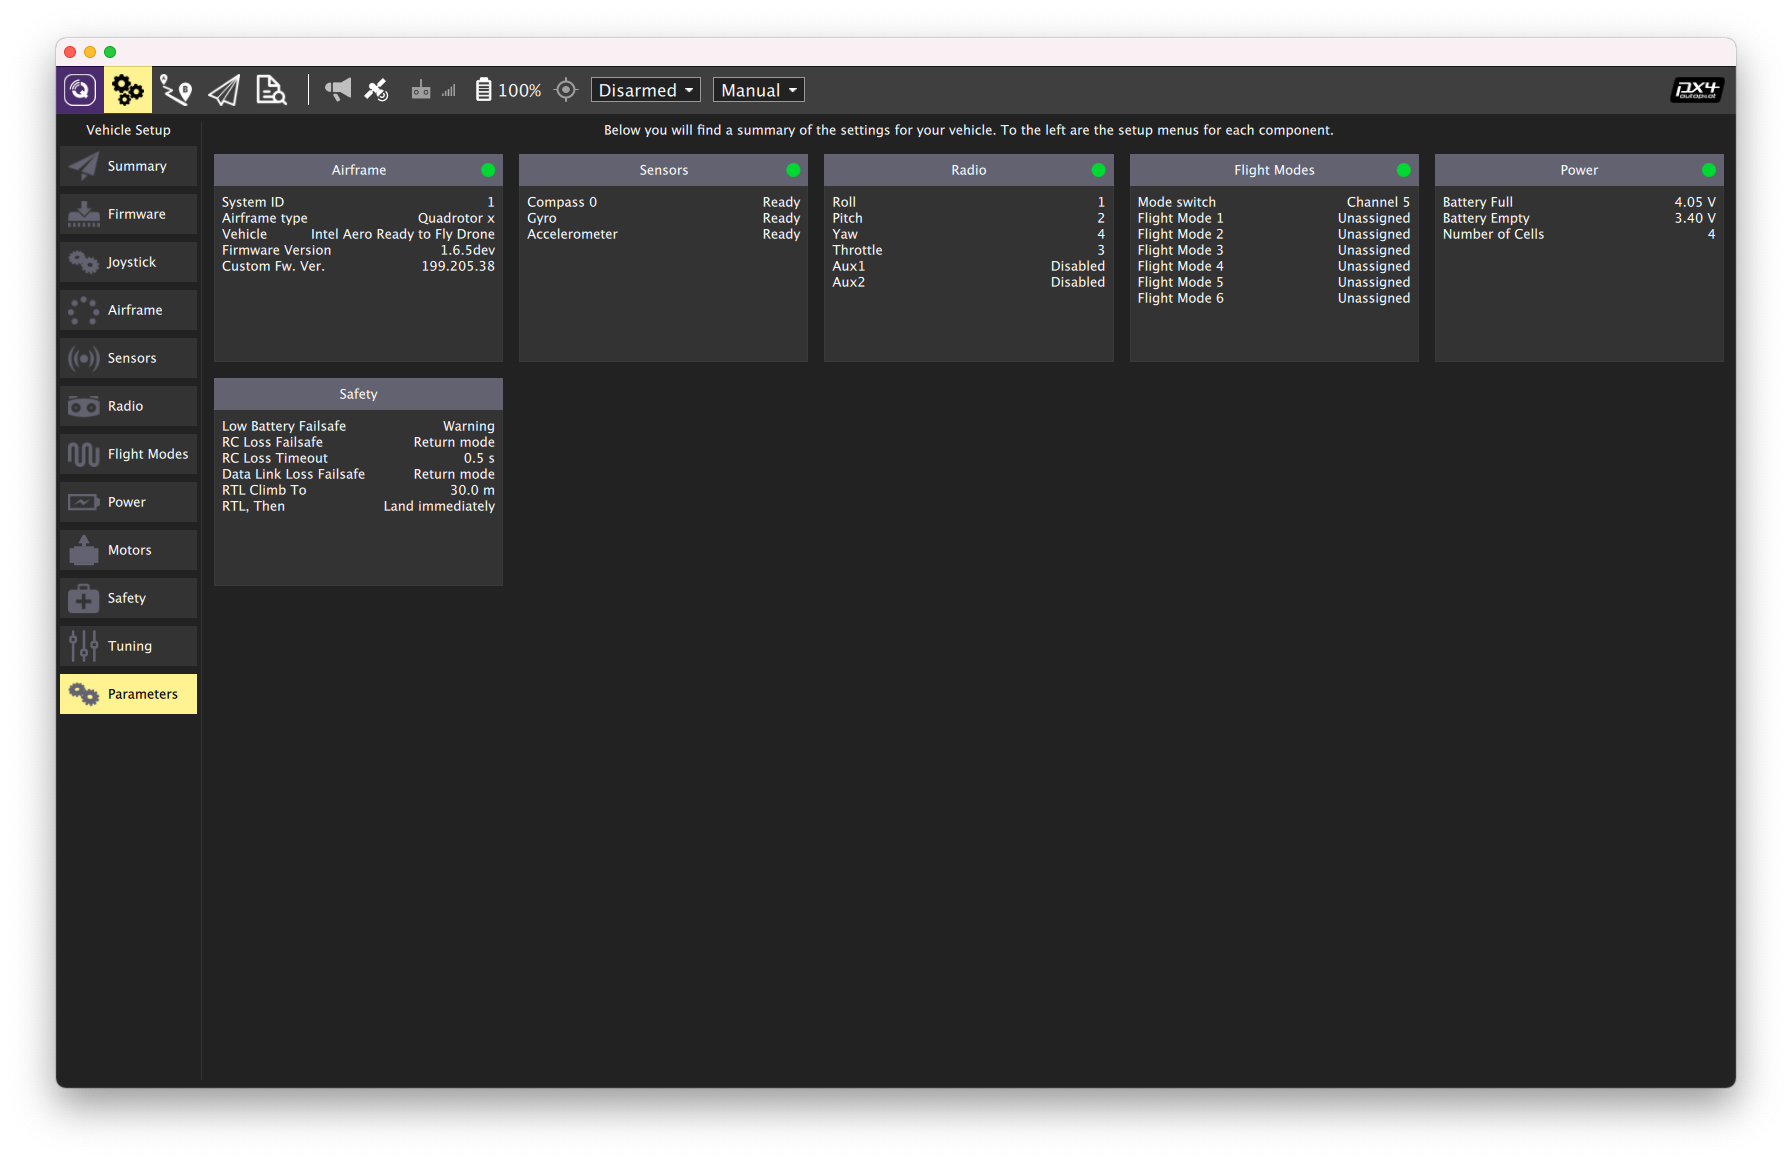 100%
Disarmed
Manual
px4
autopilot
Vehicle Setup
Summary
Firmware
Joystick
Airframe
Sensors
Radio
Flight Modes
Power
Motors
Safety
Tuning
Parameters
Below you will find a summary of the settings for your vehicle. To the left are the setup menus for each component.
Airframe
System ID 1
Airframe type Quadrotor x
Vehicle Intel Aero Ready to Fly Drone
Firmware Version 1.6.5dev
Custom Fw. Ver. 199.205.38
Sensors
Compass 0 Ready
Gyro Ready
Accelerometer Ready
Radio
Roll 1
Pitch 2
Yaw 4
Throttle 3
Aux1 Disabled
Aux2 Disabled
Flight Modes
Mode switch Channel 5
Flight Mode 1 Unassigned
Flight Mode 2 Unassigned
Flight Mode 3 Unassigned
Flight Mode 4 Unassigned
Flight Mode 5 Unassigned
Flight Mode 6 Unassigned
Power
Battery Full 4.05 V
Battery Empty 3.40 V
Number of Cells 4
Safety
Low Battery Failsafe Warning
RC Loss Failsafe Return mode
RC Loss Timeout 0.5 s
Data Link Loss Failsafe Return mode
RTL Climb To 30.0 m
RTL, Then Land immediately